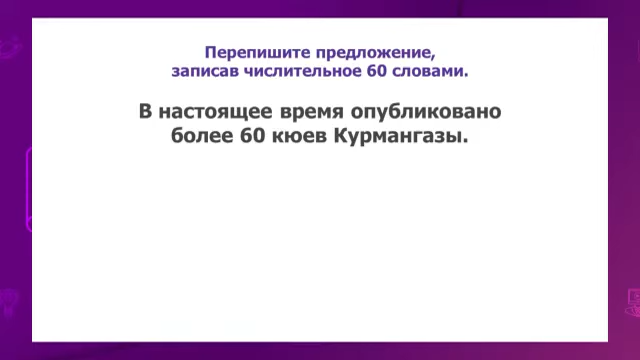 Перепишите предложение,
записав числительное 60 словами.
В настоящее время опубликовано
более 60 кюев Курмангазы.